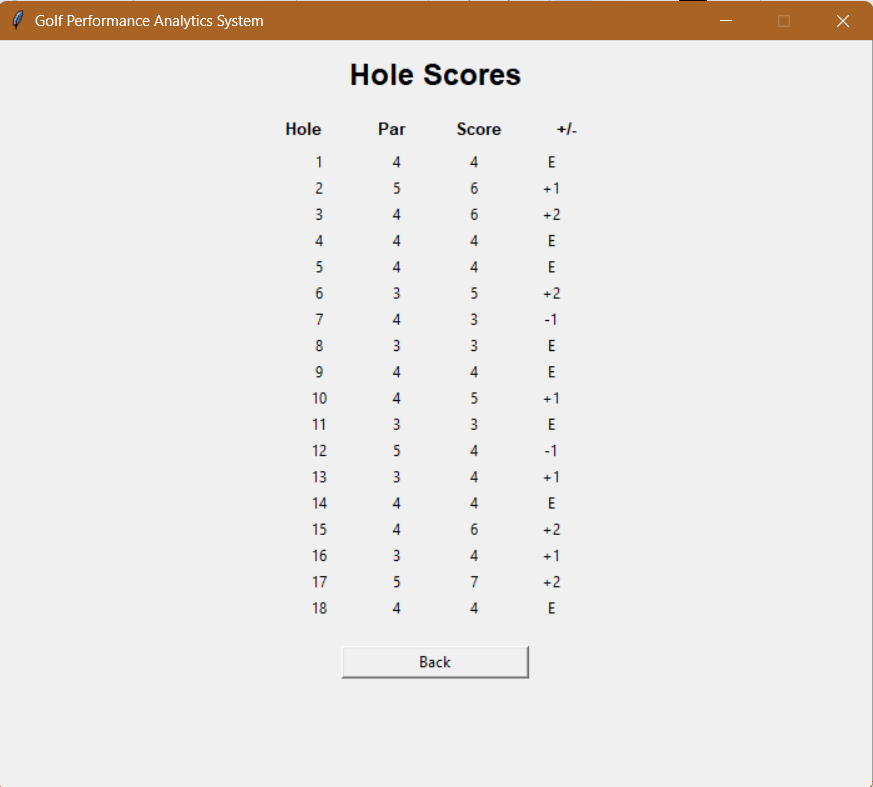 Golf Performance Analytics System
Hole Scores
Hole Par Score +/-
1 4 4 E
2 5 6 +1
3 4 6 +2
4 4 4 E
5 4 4 E
6 3 5 +2
7 4 3 -1
8 3 3 E
9 4 4 E
10 4 5 +1
11 3 3 E
12 5 4 -1
13 3 4 +1
14 4 4 E
15 4 6 +2
16 3 4 +1
17 5 7 +2
18 4 4 E
Back